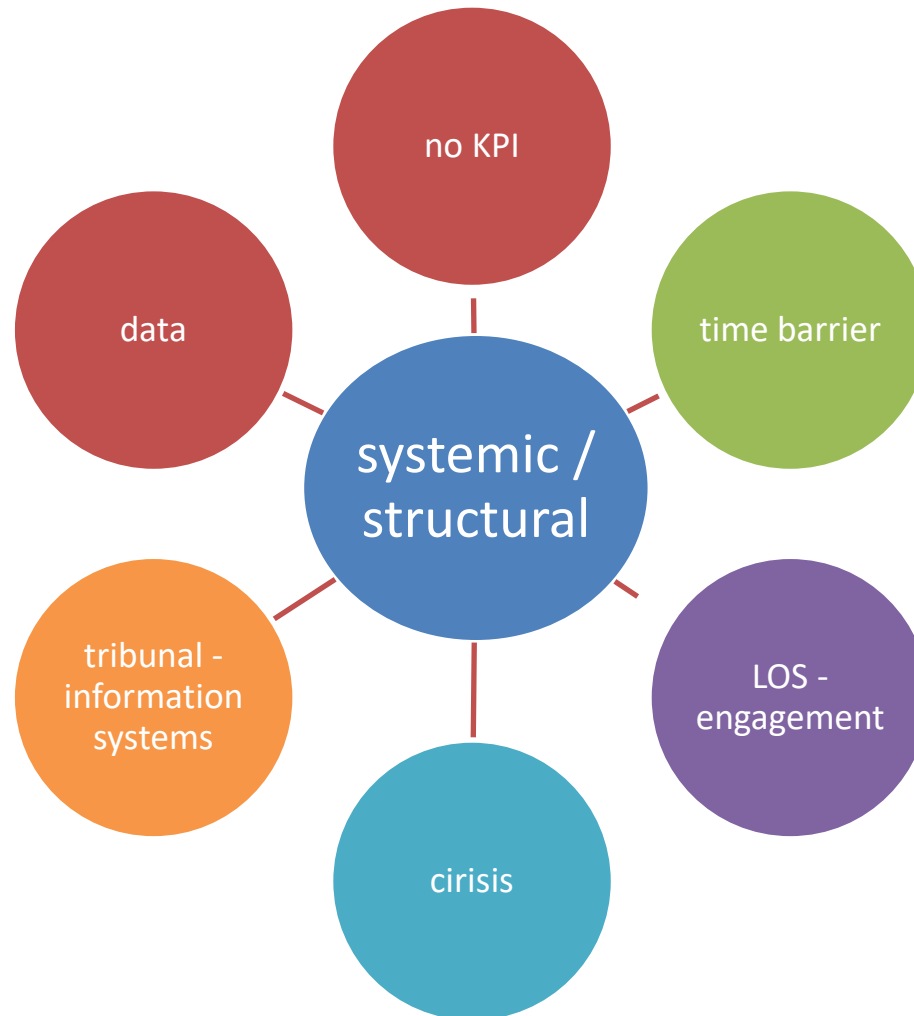 no KPI
data
time barrier
systemic /
structural
tribunal -
information
systems
LOS -
engagement
cirisis